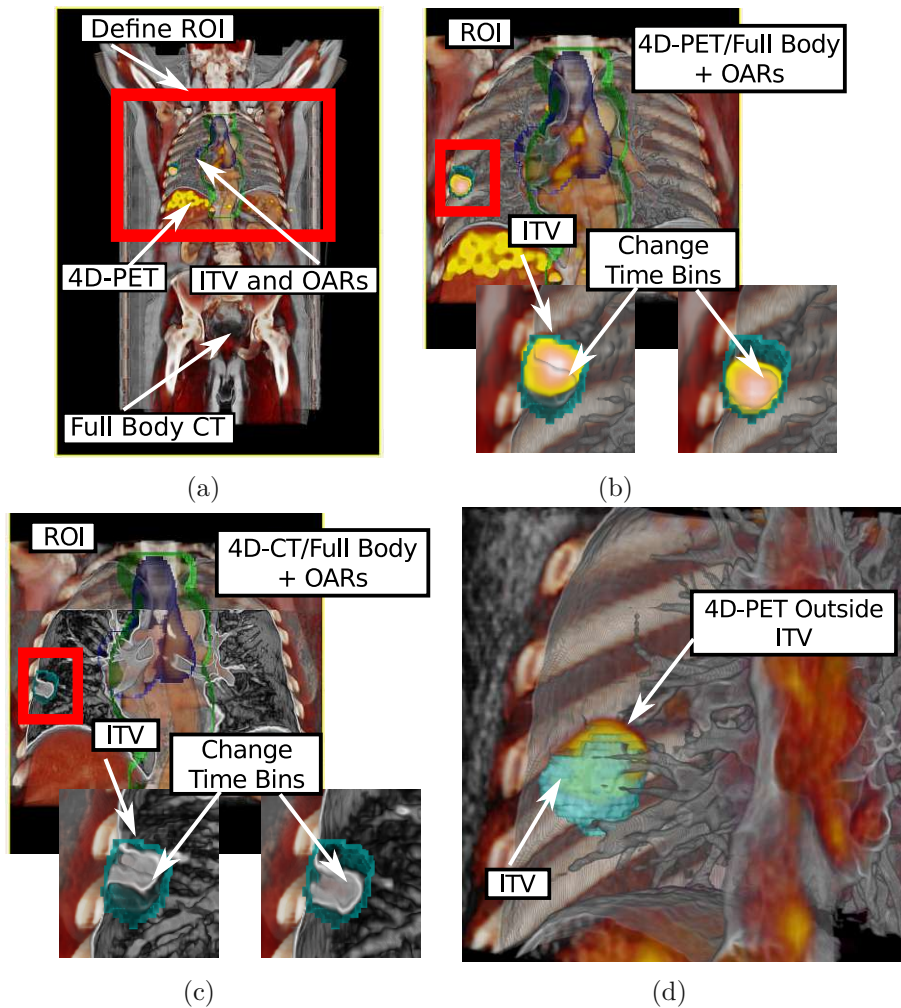 Define ROI
4D-PET
ITV and OARs
Full Body CT
(a)
ROI
4D-PET/Full Body
+ OARs
ITV
Change
Time Bins
(b)
ROI
4D-CT/Full Body
+ OARs
ITV
Change
Time Bins
(c)
4D-PET Outside
ITV
ITV
(d)